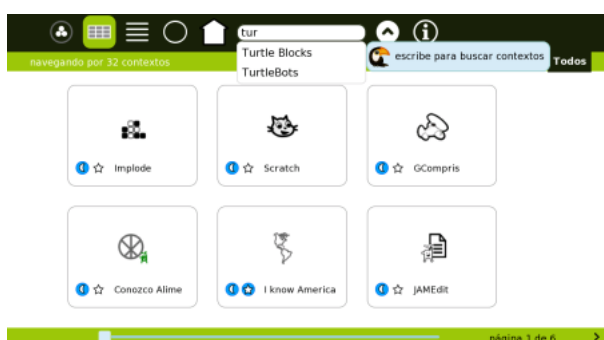 tur
Turtle Blocks
TurtleBots
escribe para buscar contextos
navegando por 32 contextos
Todos
Implode
Scratch
GCompris
Conozco Alime
I know America
JAMEdit
página 1 de 6